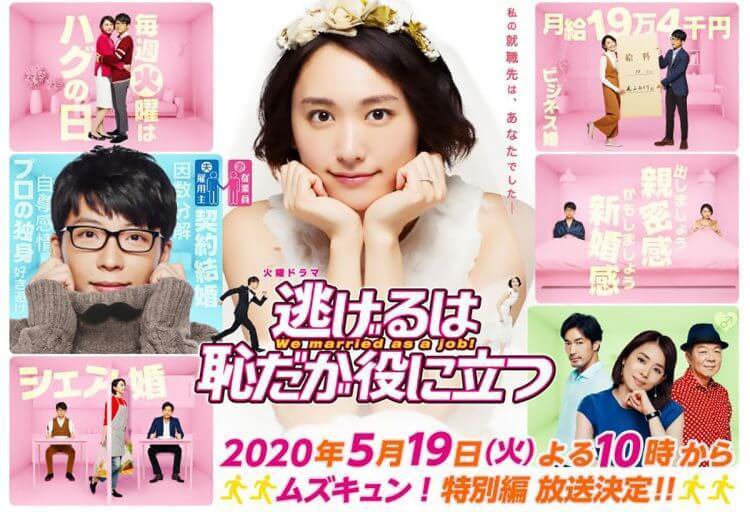 毎週火曜は
ハグの日
私の就職先は、あなたでした―
月給19万4千円
ビジネス婚
給料
夫
雇用主
妻
従業員
契約結婚
因数分解
自尊感情
プロの独身
好き避け
出しましょう
親密感
かもしましょう
新婚感
火曜ドラマ
逃げるは
We married as a job!
恥だが役に立つ
シェア婚
2020年5月19日(火)よる10時から
ムズキュン!特別編 放送決定!!